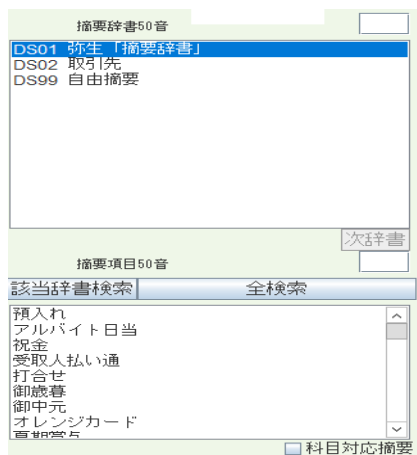 摘要辞書50音
DS01 弥生「摘要辞書」
DS02 取引先
DS99 自由摘要
次辞書
摘要項目50音
該当辞書検索 全検索
預入れ
アルバイト日当
祝金
受取人払い通
打合せ
御歳暮
御中元
オレンジカード
夏期賞与
科目対応摘要